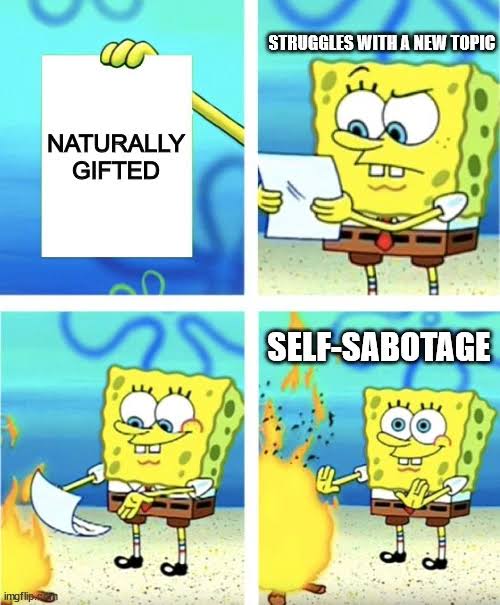 NATURALLY
GIFTED
STRUGGLES WITH A NEW TOPIC
SELF-SABOTAGE
imgflip.com